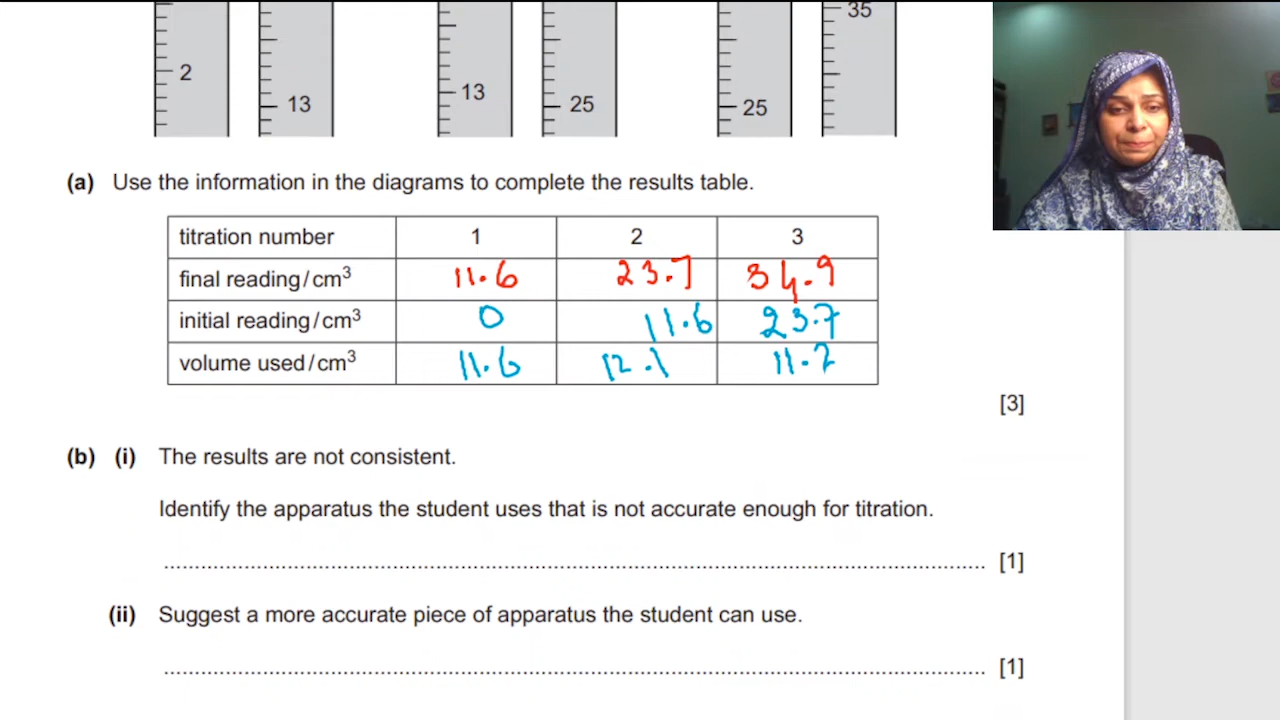 2
13
13
25
25
35
(a) Use the information in the diagrams to complete the results table.
titration number 1 2 3
final reading/cm³ 11.6 23.7 34.9
initial reading/cm³ 0 11.6 23.7
volume used/cm³ 11.6 12.1 11.2
[3]
(b) (i) The results are not consistent.
Identify the apparatus the student uses that is not accurate enough for titration.
[1]
(ii) Suggest a more accurate piece of apparatus the student can use.
[1]